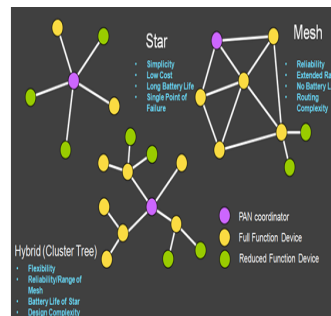 Star
Simplicity
Low Cost
Long Battery Life
Single Point of
Failure
Mesh
Reliability
Extended Ra
No Battery L
Routing
Complexity
PAN coordinator
Full Function Device
Reduced Function Device
Hybrid (Cluster Tree)
Flexibility
Reliability/Range of
Mesh
Battery Life of Star
Design Complexity